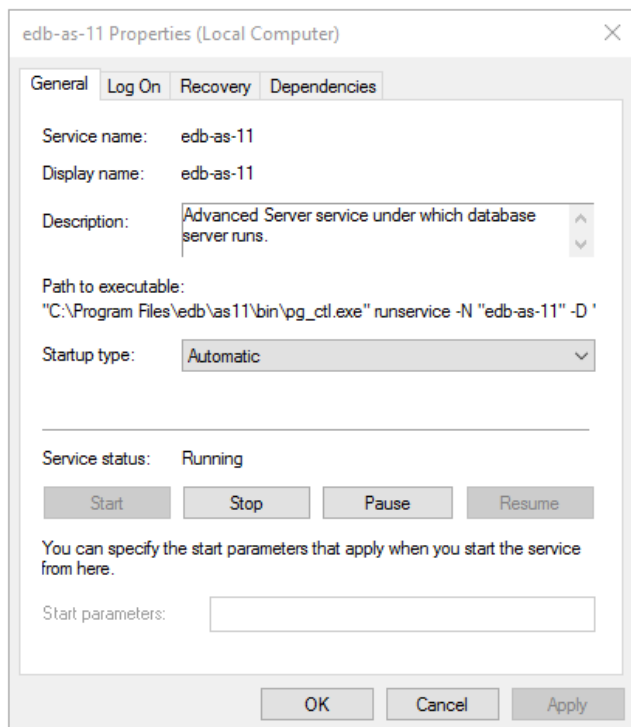 edb-as-11 Properties (Local Computer)
General Log On Recovery Dependencies
Service name: edb-as-11
Display name: edb-as-11
Description: Advanced Server service under which database
server runs.
Path to executable:
"C:\Program Files\edb\as11\bin\pg_ctl.exe" runservice -N "edb-as-11" -D '
Startup type: Automatic
Service status: Running
Start Stop Pause Resume
You can specify the start parameters that apply when you start the service
from here.
Start parameters:
OK Cancel Apply